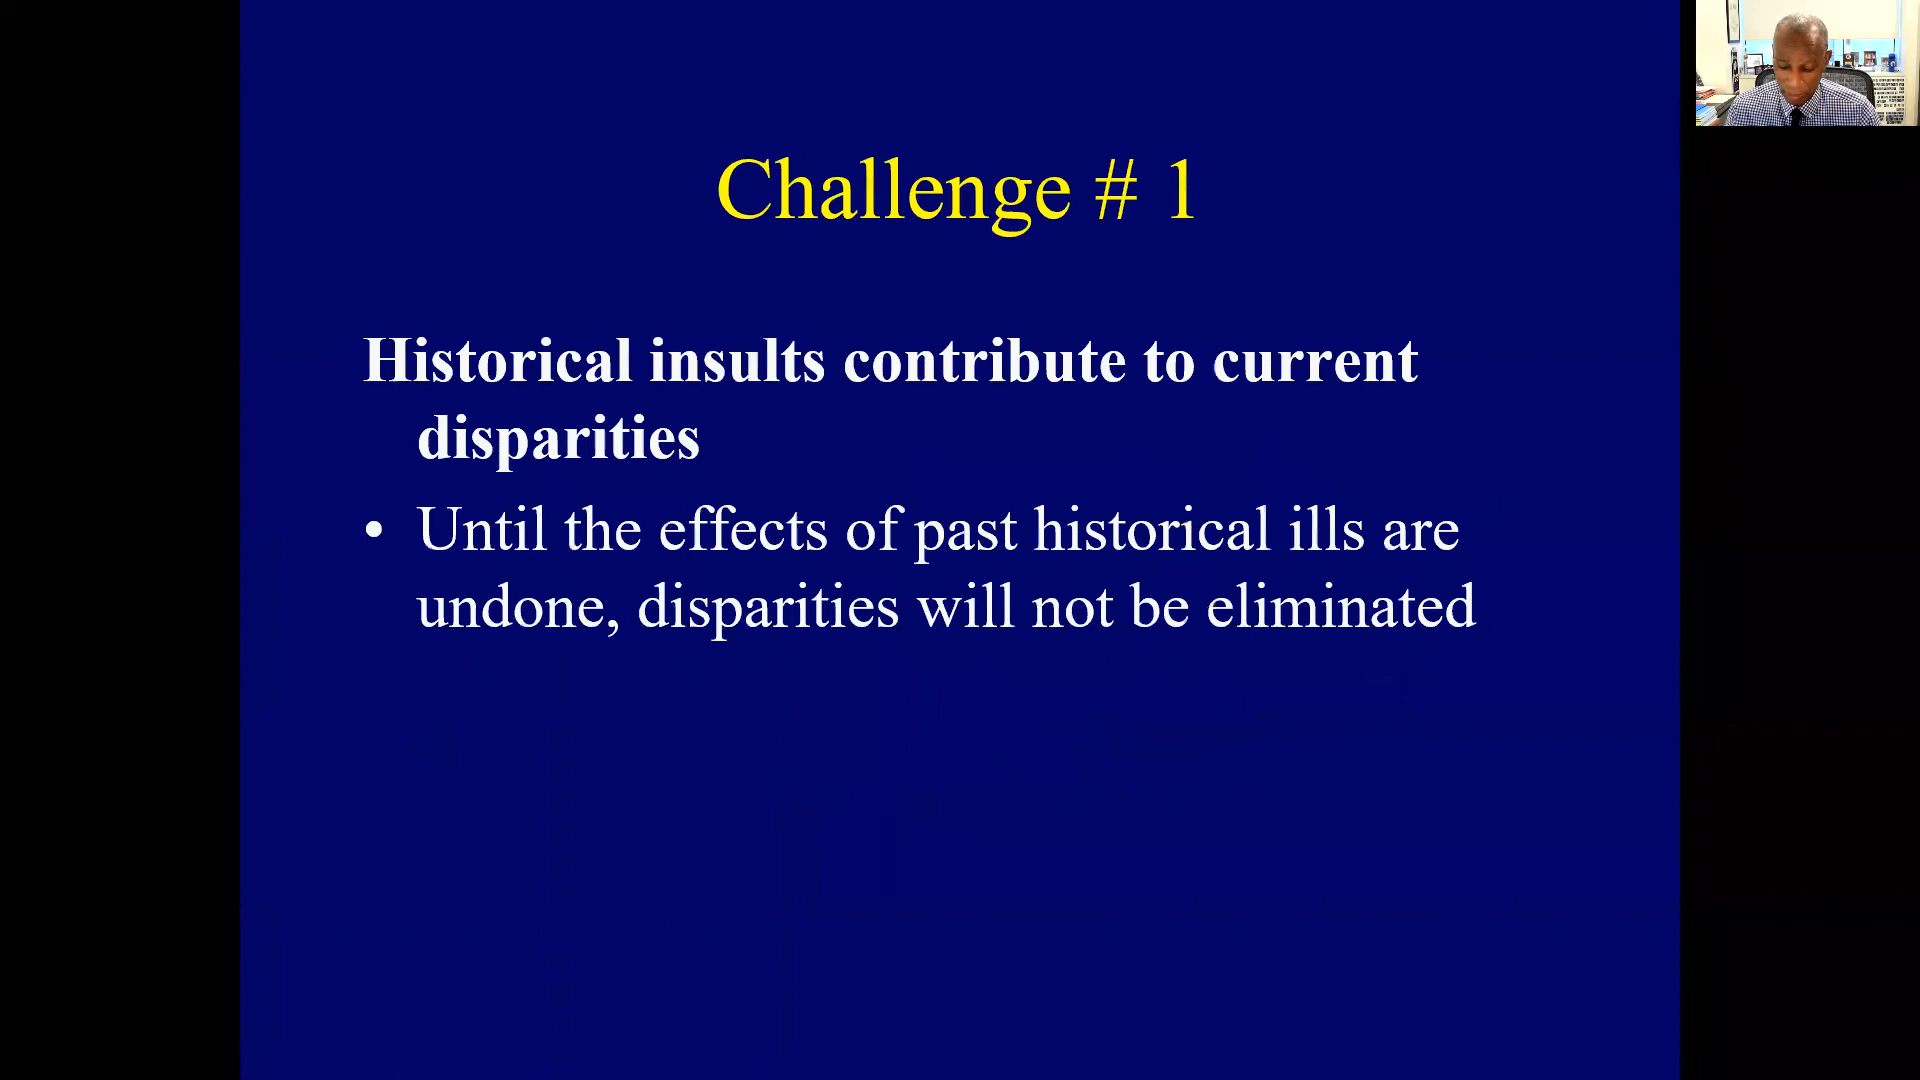 Challenge # 1
Historical insults contribute to current
disparities
• Until the effects of past historical ills are
undone, disparities will not be eliminated